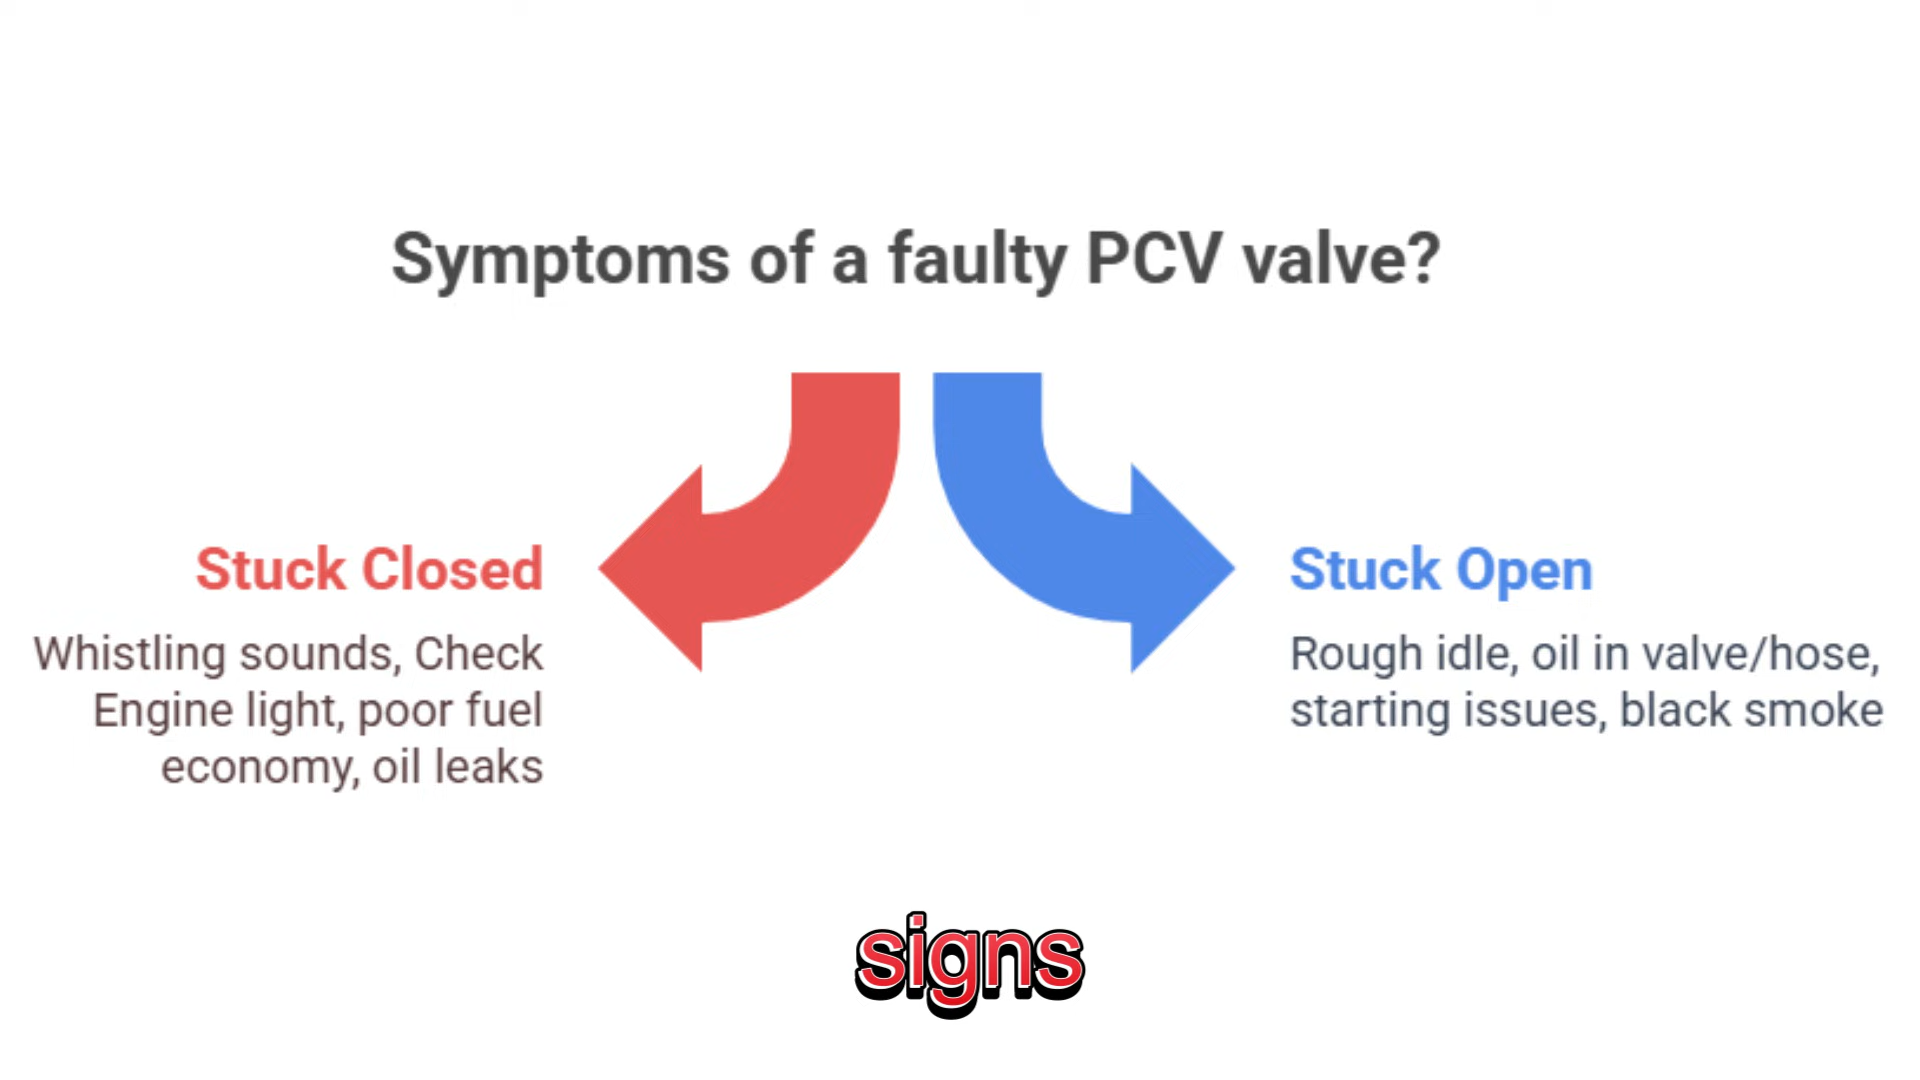 Symptoms of a faulty PCV valve?
Stuck Closed
Whistling sounds, Check
Engine light, poor fuel
economy, oil leaks
Stuck Open
Rough idle, oil in valve/hose,
starting issues, black smoke
signs